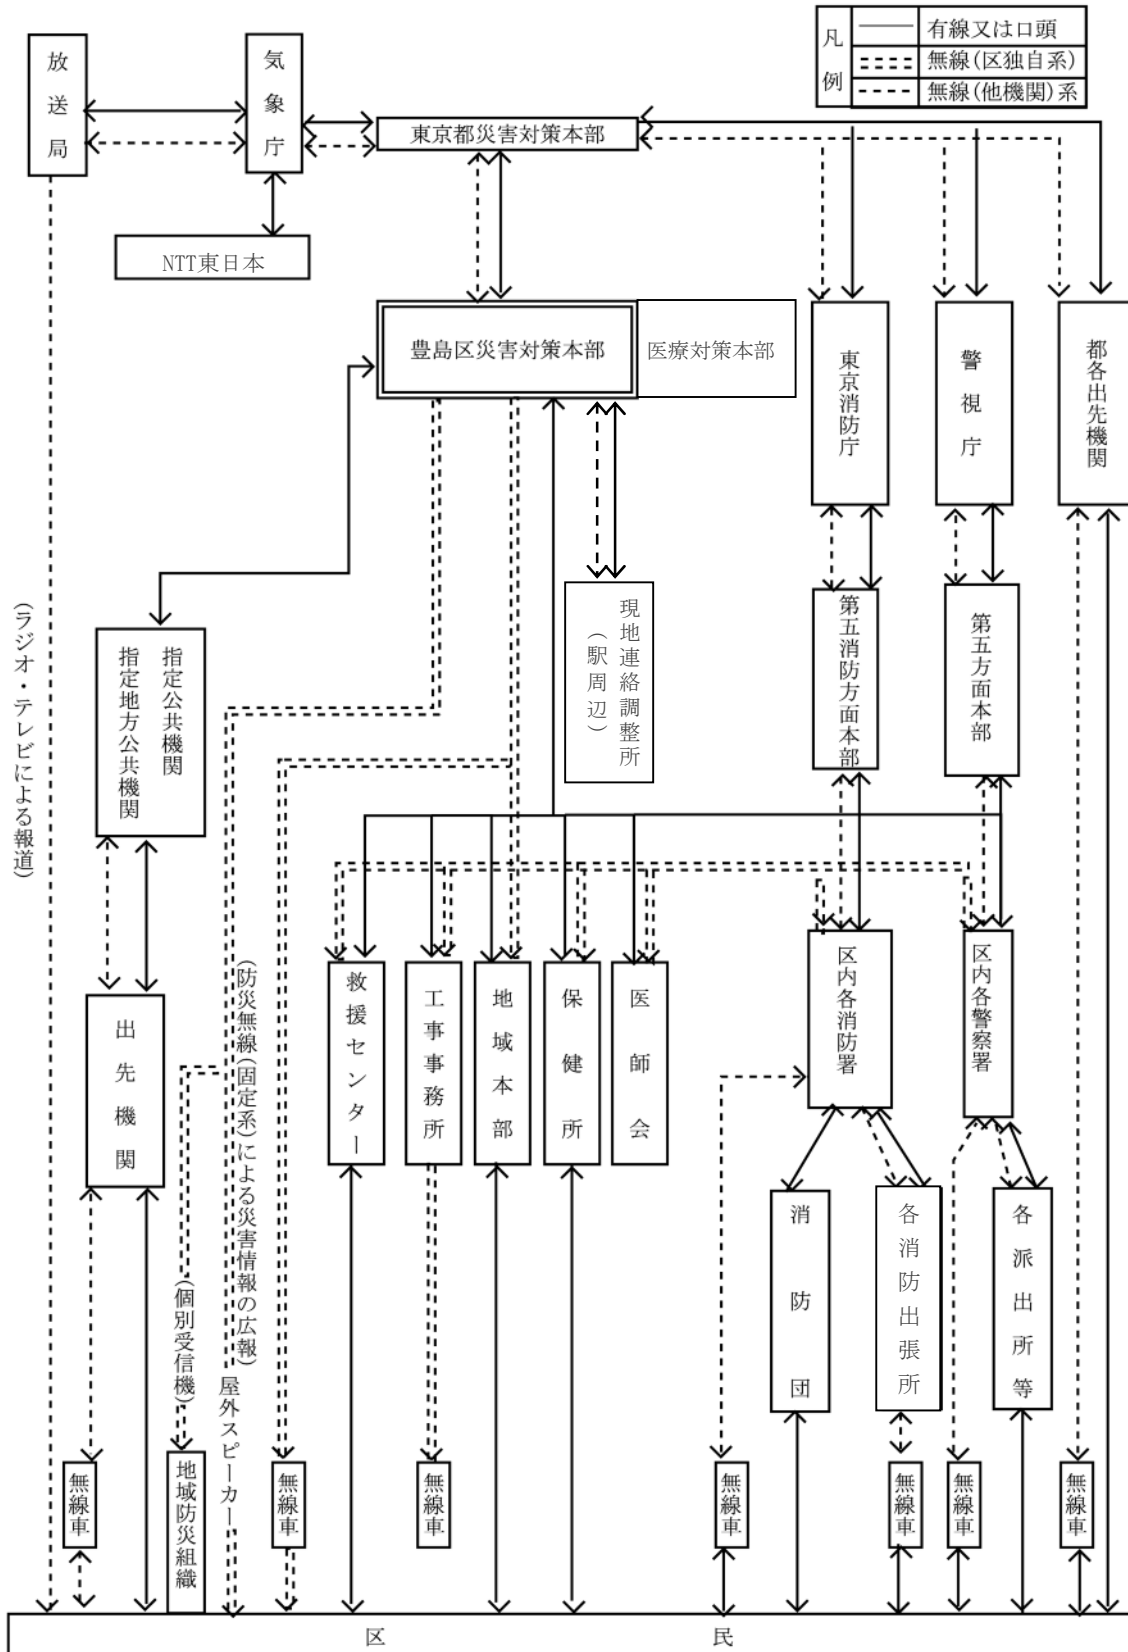 凡例
有線又は口頭
無線(区独自系)
無線(他機関)系
放送局
気象庁
東京都災害対策本部
NTT東日本
豊島区災害対策本部
医療対策本部
東京消防庁
警視庁
都各出先機関
現地連絡調整所
(駅周辺)
第五消防方面本部
第五方面本部
指定公共機関
指定地方公共機関
(ラジオ・テレビによる報道)
出先機関
(防災無線(固定系)による災害情報の広報)
救援センター
工事事務所
地域本部
保健所
医師会
区内各消防署
区内各警察署
(個別受信機)
屋外スピーカー
消防団
各消防出張所
各派出所等
無線車
地域防災組織
無線車
無線車
無線車
無線車
無線車
無線車
区民